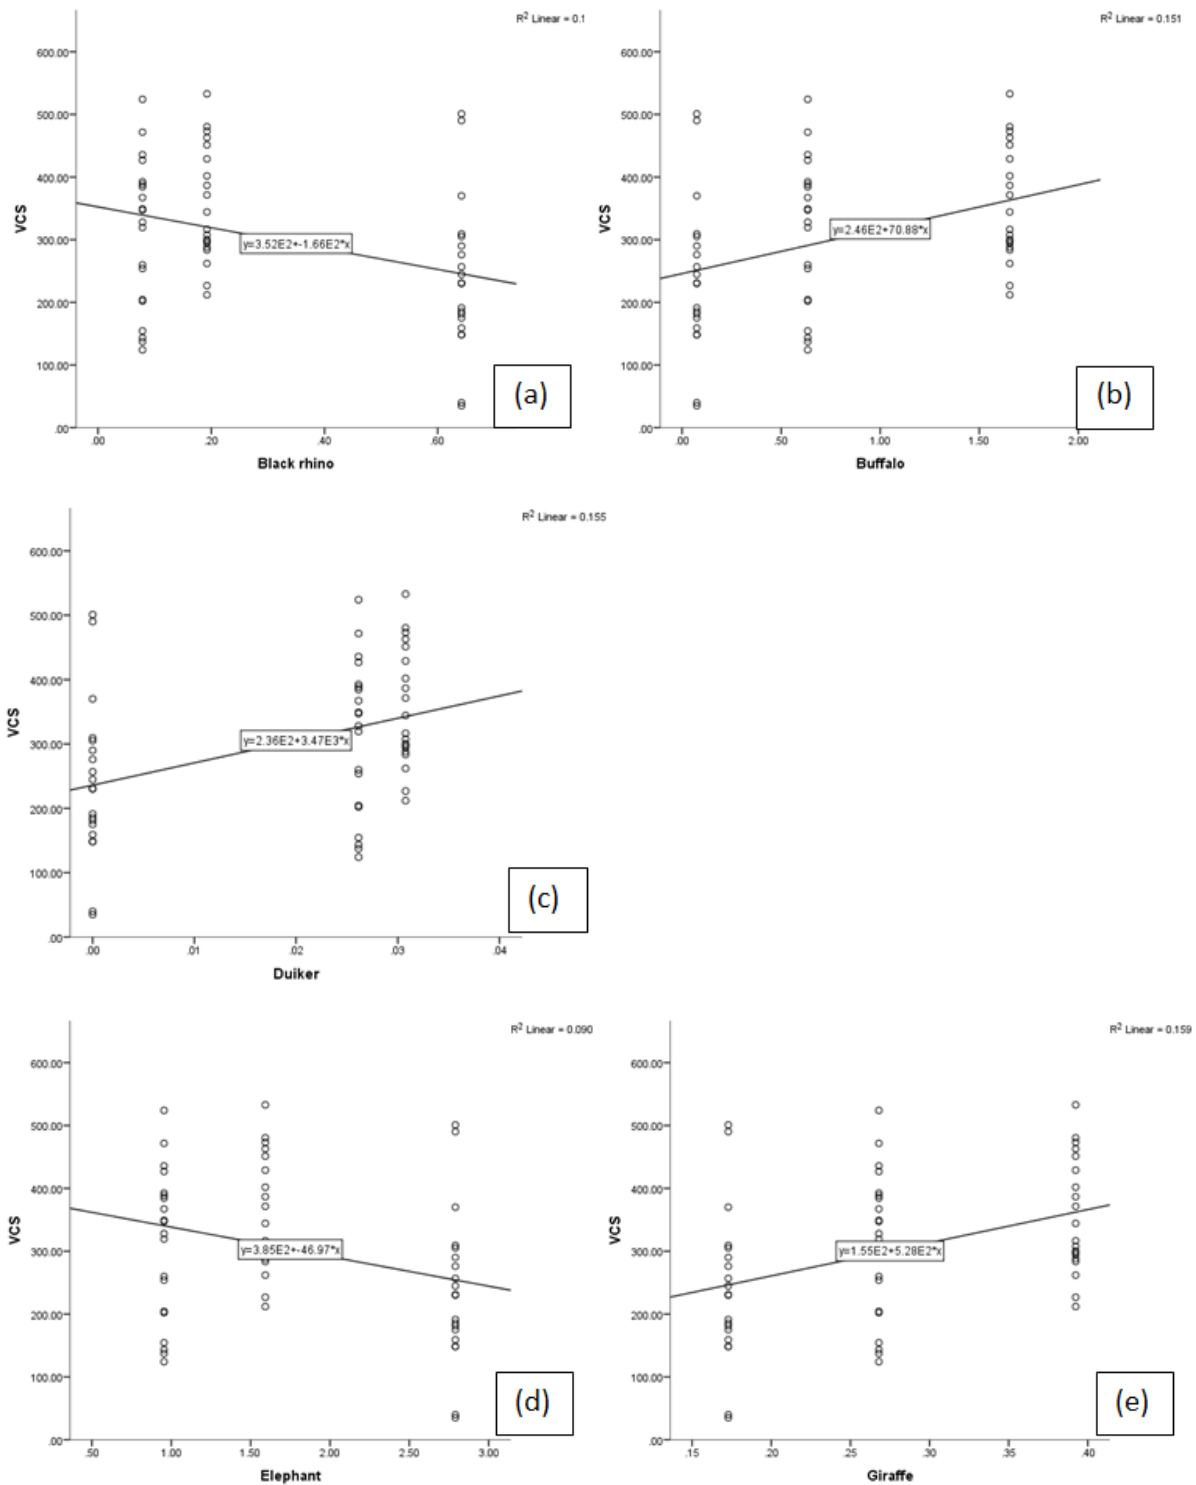 R2 Linear = 0.1
600.00
500.00
400.00
300.00
200.00
100.00
.00
VCS
y=3.52E2+-1.66E2*x
(a)
.00 .20 .40 .60
Black rhino
R2 Linear = 0.151
600.00
500.00
400.00
300.00
200.00
100.00
.00
VCS
y=2.46E2+70.88*x
(b)
.00 .50 1.00 1.50 2.00
Buffalo
R2 Linear = 0.155
600.00
500.00
400.00
300.00
200.00
100.00
.00
VCS
y=2.36E2+3.47E3*x
(c)
.00 .01 .02 .03 .04
Duiker
R2 Linear = 0.090
600.00
500.00
400.00
300.00
200.00
100.00
.00
VCS
y=3.85E2+-46.97*x
(d)
.50 1.00 1.50 2.00 2.50 3.00
Elephant
R2 Linear = 0.159
600.00
500.00
400.00
300.00
200.00
100.00
.00
VCS
y=1.55E2+5.28E2*x
(e)
.15 .20 .25 .30 .35 .40
Giraffe